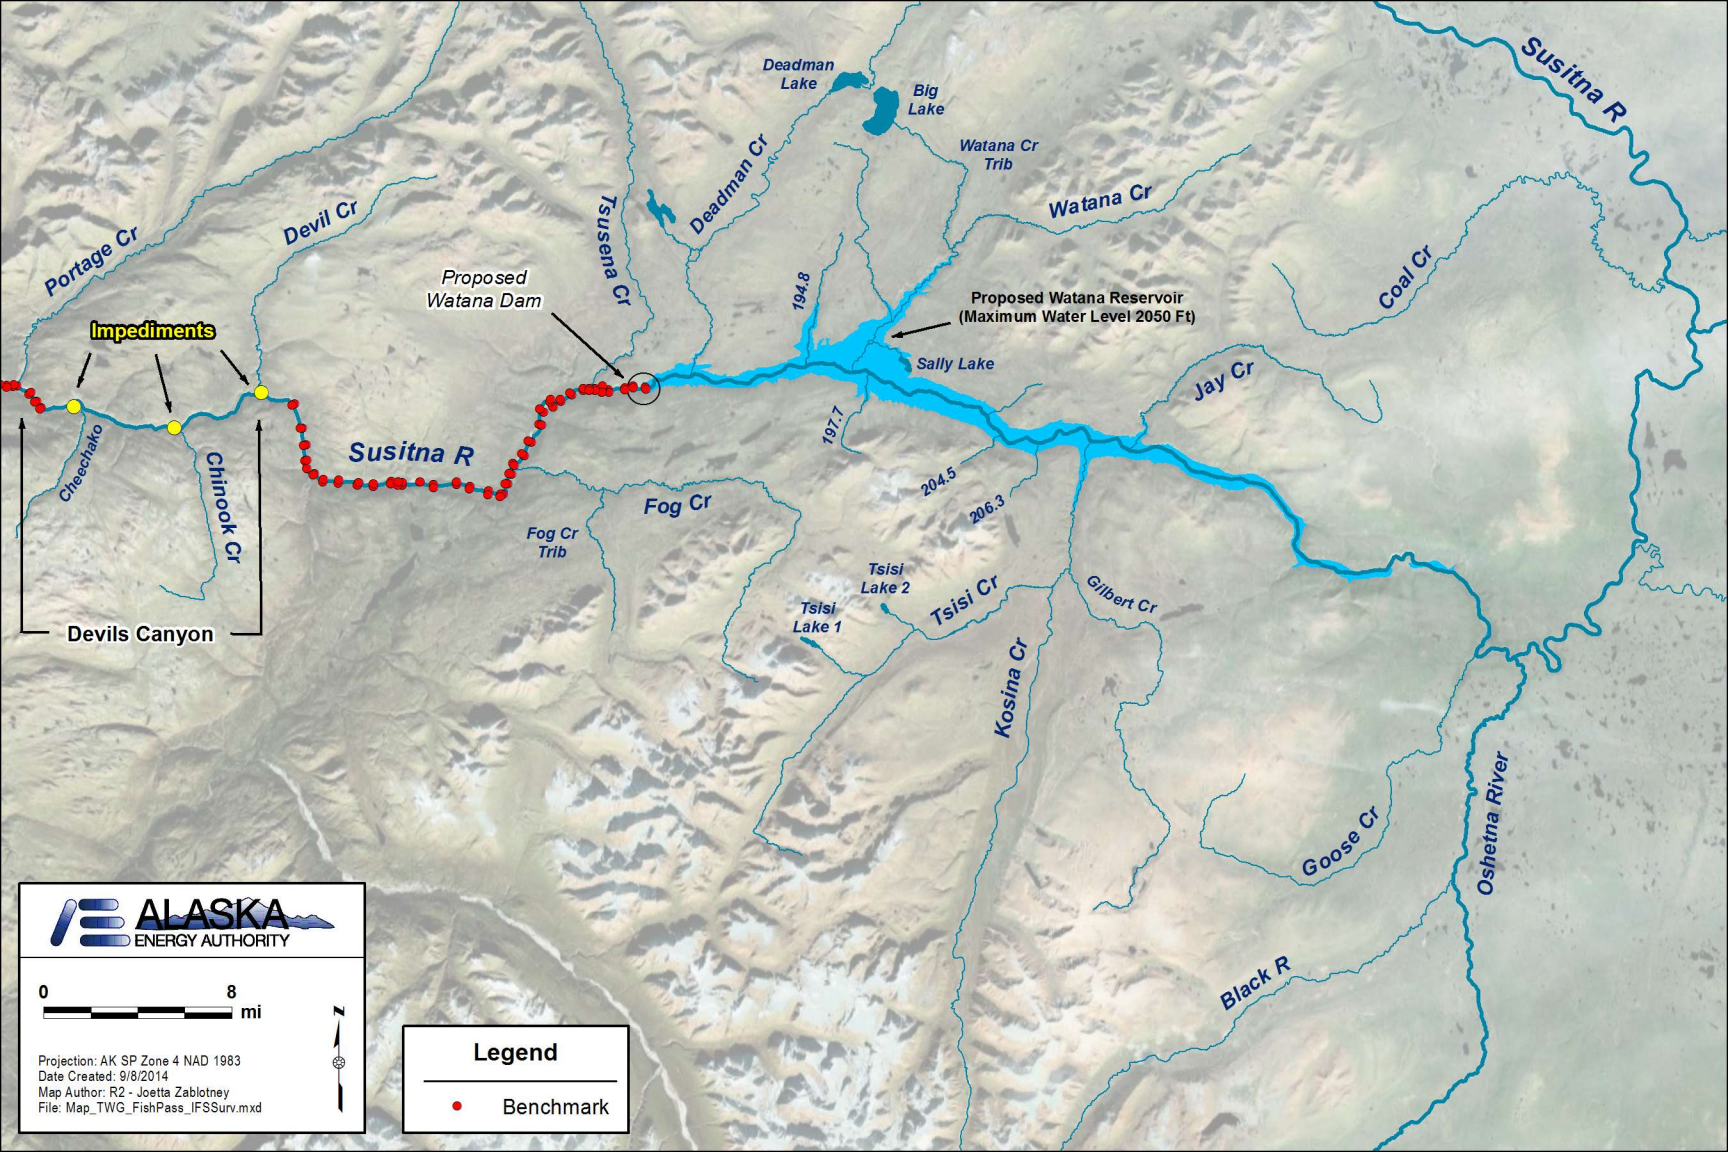 Susitna R
Deadman
Lake
Big
Lake
Watana Cr
Trib
Deadman Cr
Watana Cr
Tsusena Cr
Devil Cr
Portage Cr
Coal Cr
Proposed
Watana Dam
194.8
Proposed Watana Reservoir
(Maximum Water Level 2050 Ft)
Impediments
Sally Lake
Jay Cr
197.7
Susitna R
Cheechako
Chinook Cr
204.5
206.3
Fog Cr
Fog Cr
Trib
Tsisi
Lake 2
Tsisi Cr
Gilbert Cr
Tsisi
Lake 1
Devils Canyon
Kosina Cr
Oshetna River
Goose Cr
Black R
ALASKA
ENERGY AUTHORITY
0 8
mi
N
Projection: AK SP Zone 4 NAD 1983
Date Created: 9/8/2014
Map Author: R2 - Joetta Zablotney
File: Map_TWG_FishPass_IFSSurv.mxd
Legend
Benchmark